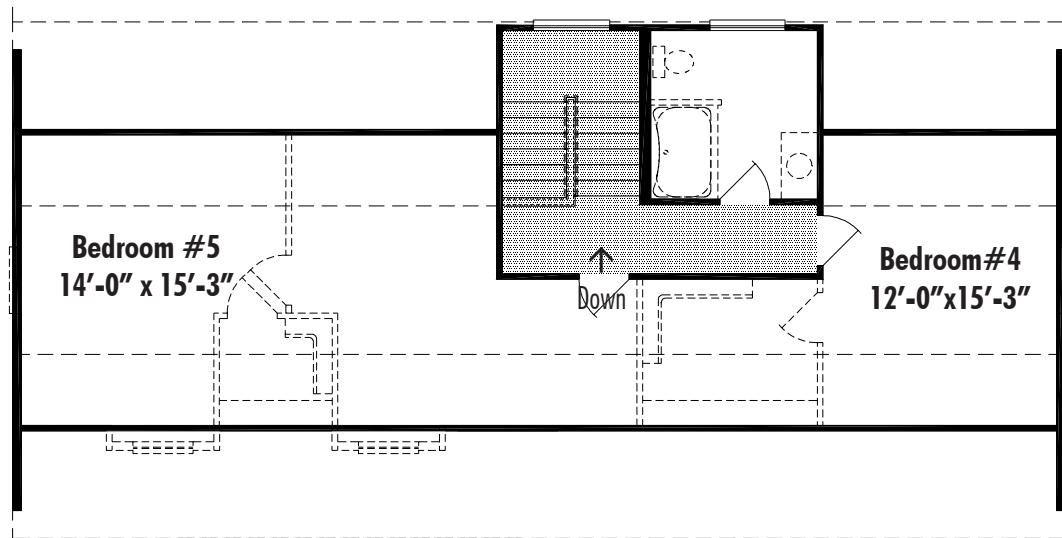 Bedroom #5
14’-0” x 15’-3”
Down
Bedroom#4
12’-0”x15’-3”